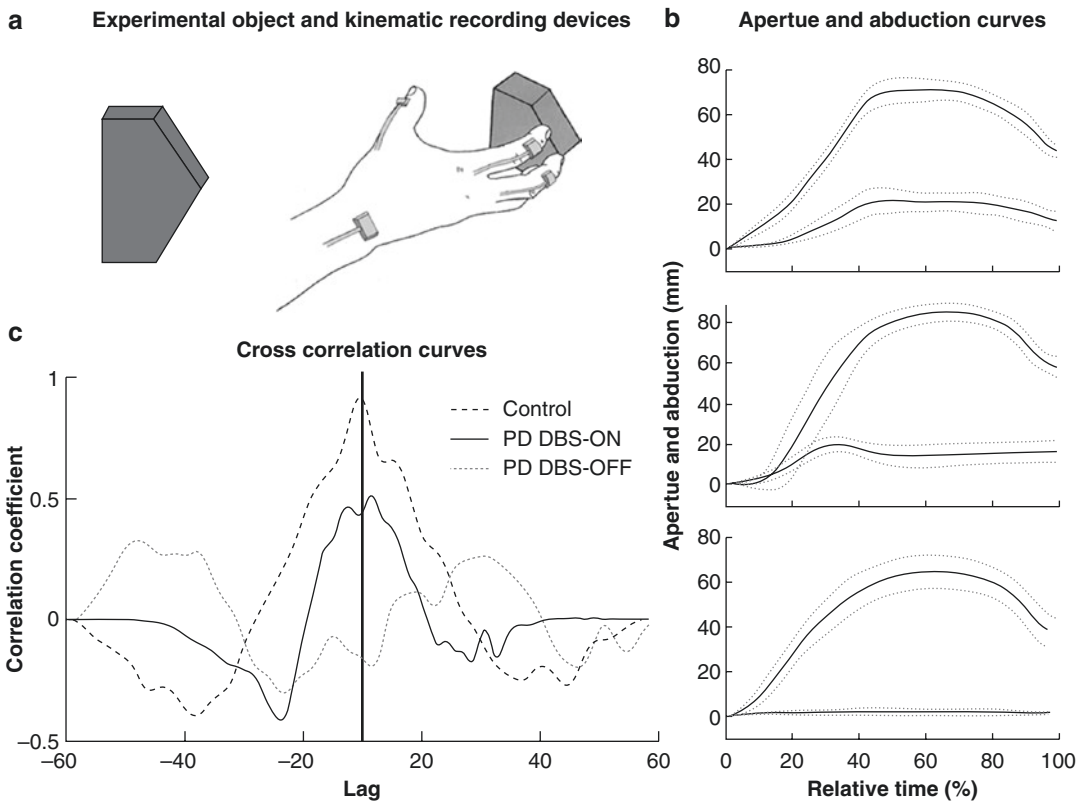 a
Experimental object and kinematic recording devices
b
Apertue and abduction curves
80
60
40
20
0
80
60
40
20
0
60
40
20
0
0
20
40
60
80
100
Apertue and abduction (mm)
Relative time (%)
c
Cross correlation curves
1
0.5
0
–0.5
Correlation coefficient
Control
PD DBS-ON
PD DBS-OFF
–60
–40
–20
0
20
40
60
Lag